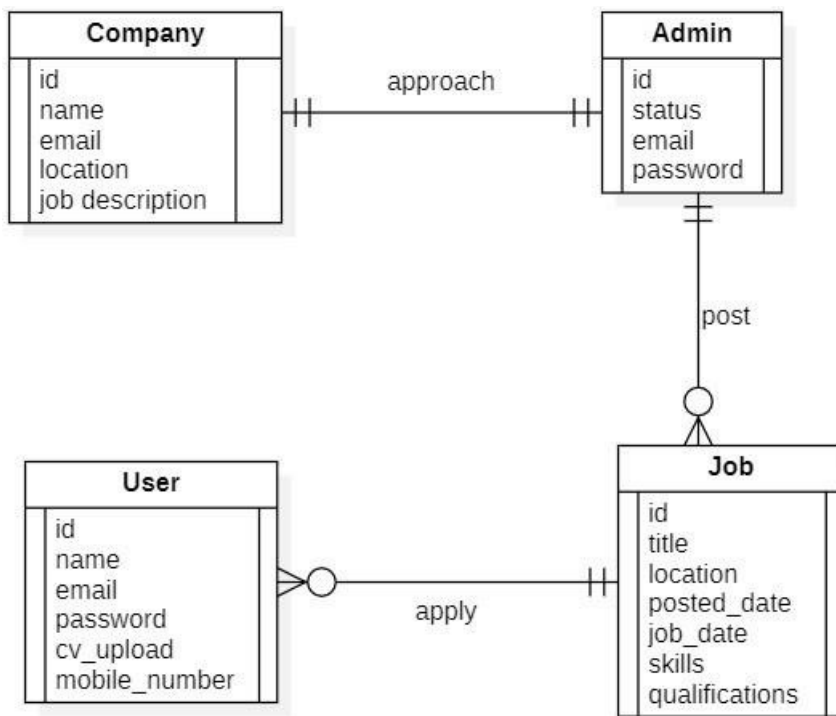 Company
id
name
email
location
job description
approach
Admin
id
status
email
password
post
User
id
name
email
password
cv_upload
mobile_number
apply
Job
id
title
location
posted_date
job_date
skills
qualifications